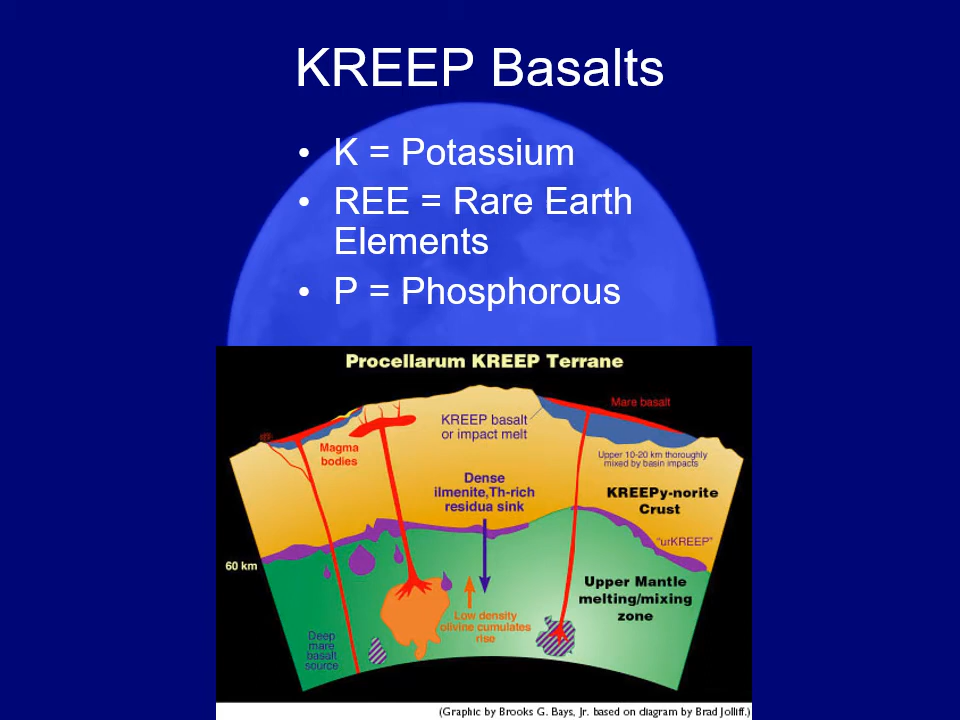 KREEP Basalts
• K = Potassium
• REE = Rare Earth
Elements
• P = Phosphorous
Procellarum KREEP Terrane
Mare basalt
KREEP basalt
or impact melt
Magma
bodies
Upper 10-20 km thoroughly
mixed by basin impacts
Dense
ilmenite,Th-rich
residua sink
KREEPy-norite
Crust
"urKREEP"
60 km
Upper Mantle
melting/mixing
zone
Low density
olivine cumulates
rise
Deep
mare
basalt
source
(Graphic by Brooks G. Bays, Jr. based on diagram by Brad Jolliff.)